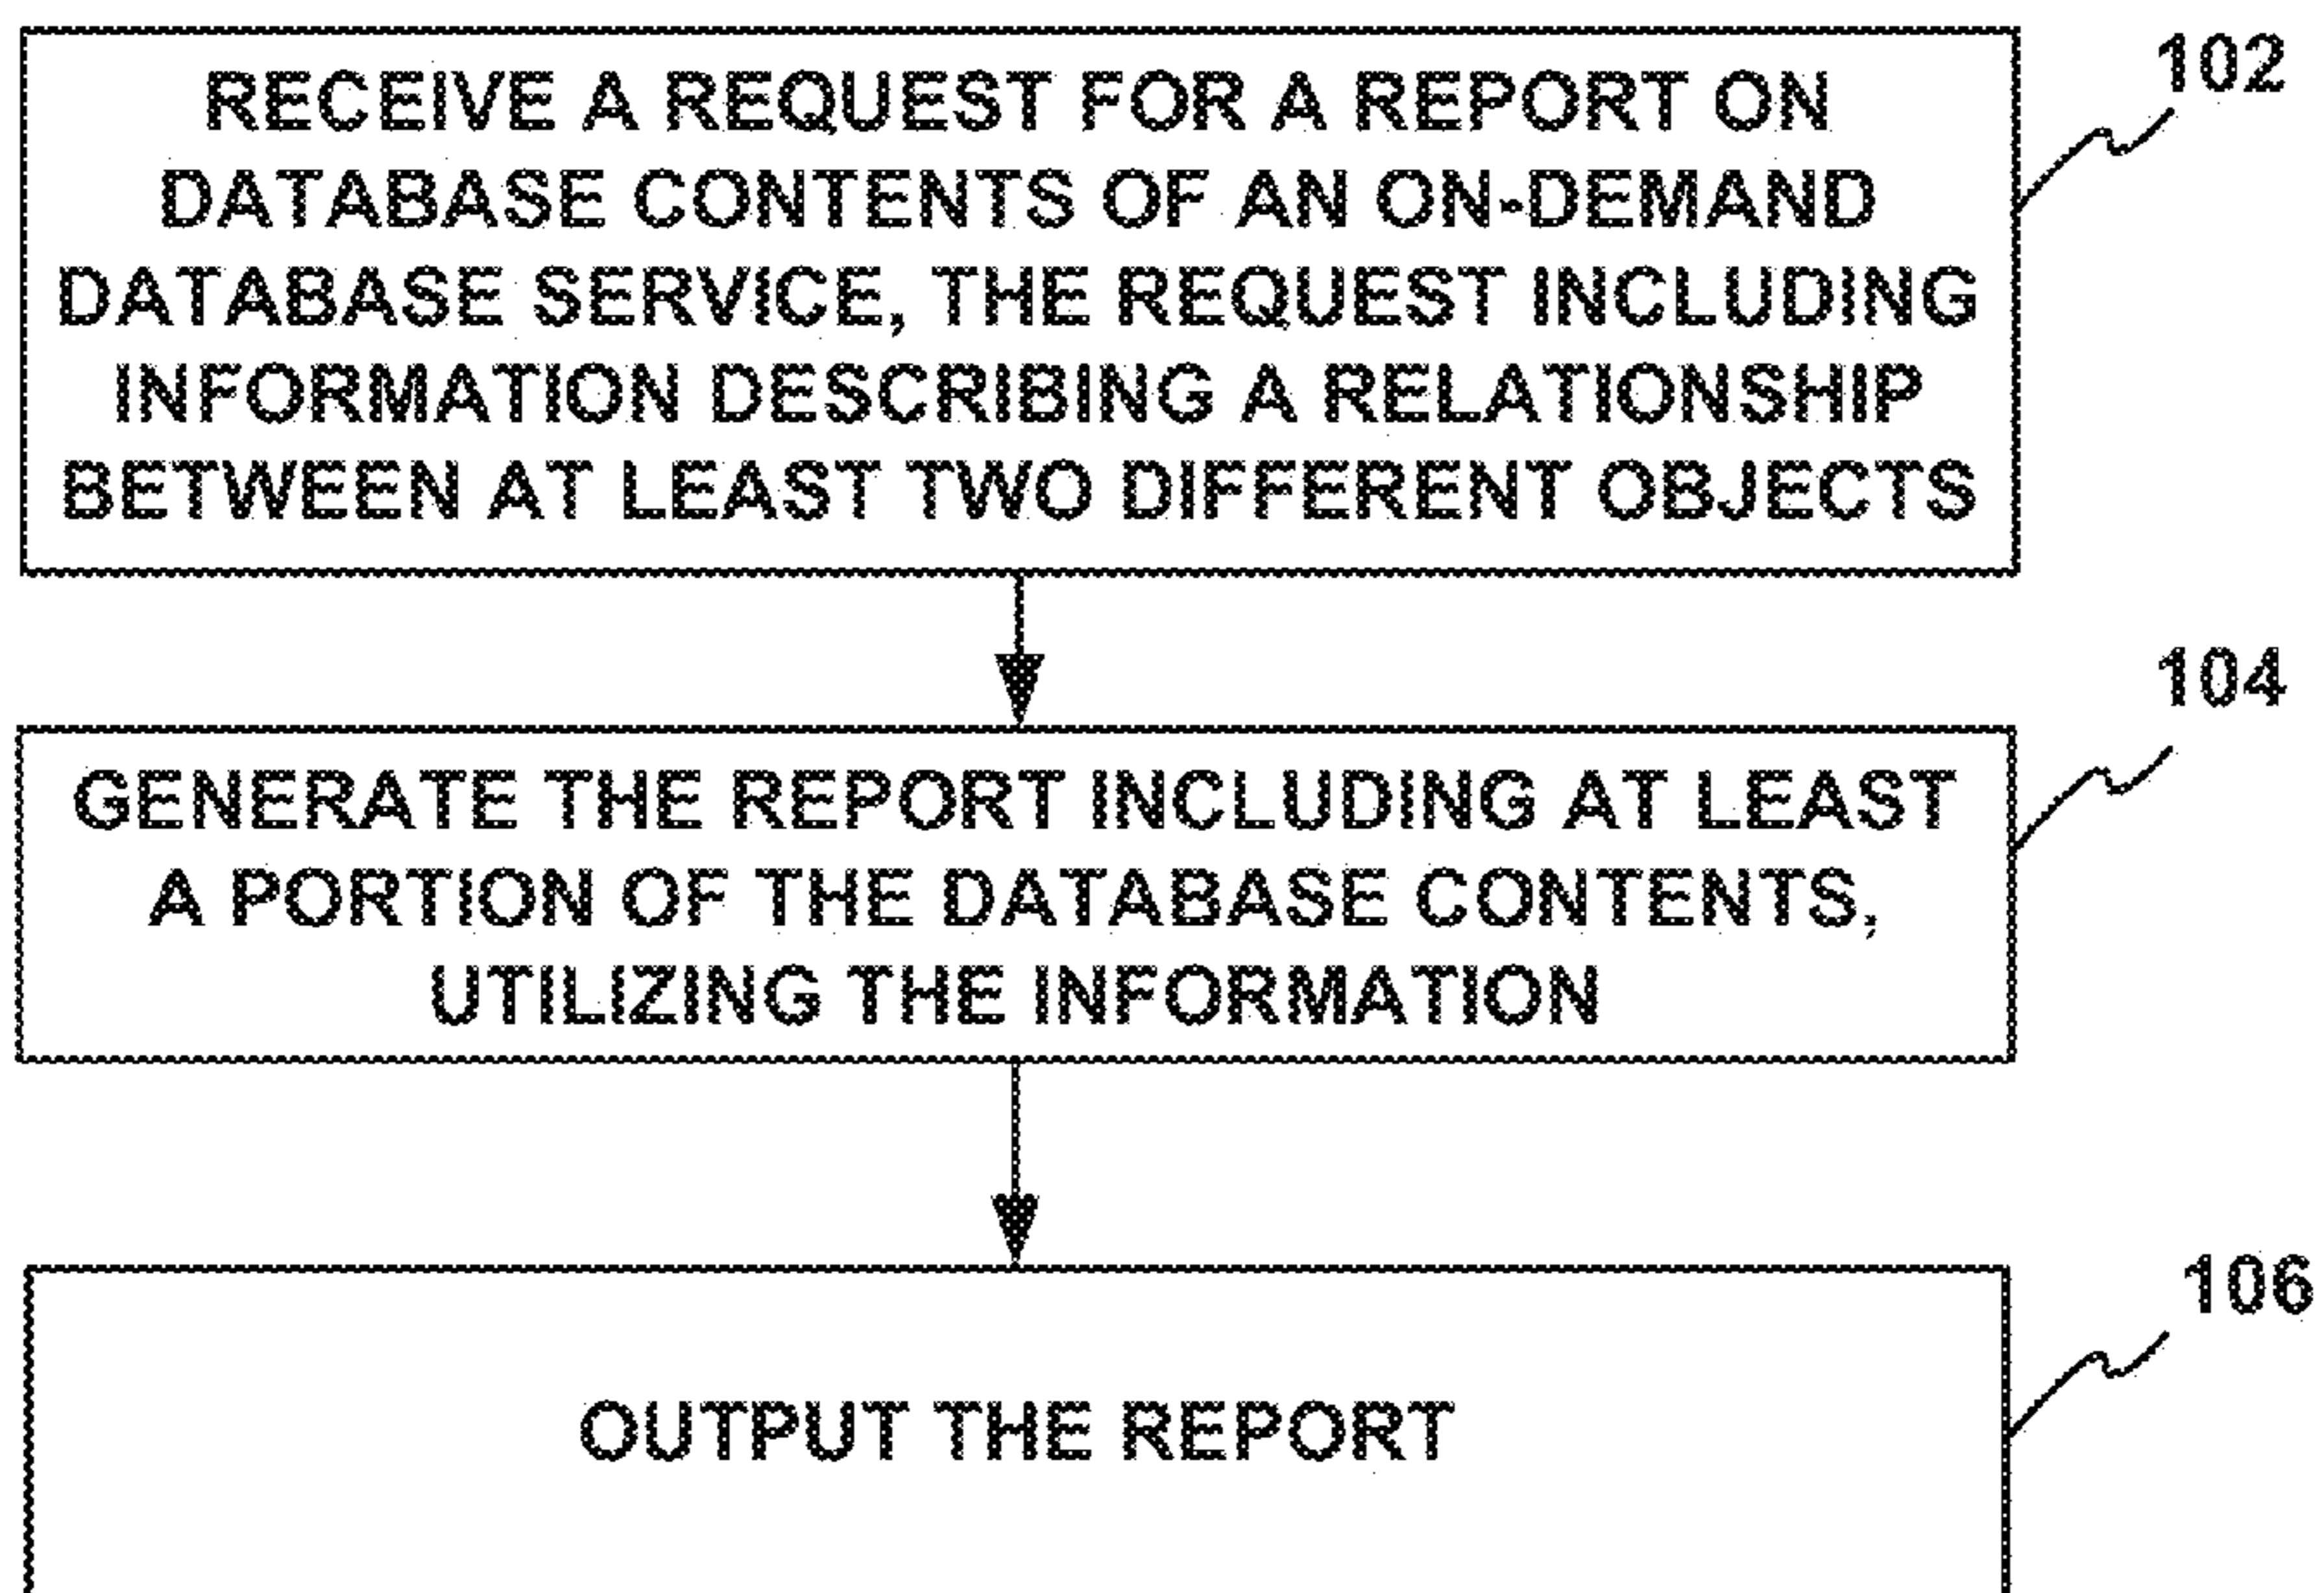 RECEIVE A REQUEST FOR A REPORT ON
DATABASE CONTENTS OF AN ON-DEMAND
DATABASE SERVICE, THE REQUEST INCLUDING
INFORMATION DESCRIBING A RELATIONSHIP
BETWEEN AT LEAST TWO DIFFERENT OBJECTS
102
GENERATE THE REPORT INCLUDING AT LEAST
A PORTION OF THE DATABASE CONTENTS,
UTILIZING THE INFORMATION
104
OUTPUT THE REPORT
106